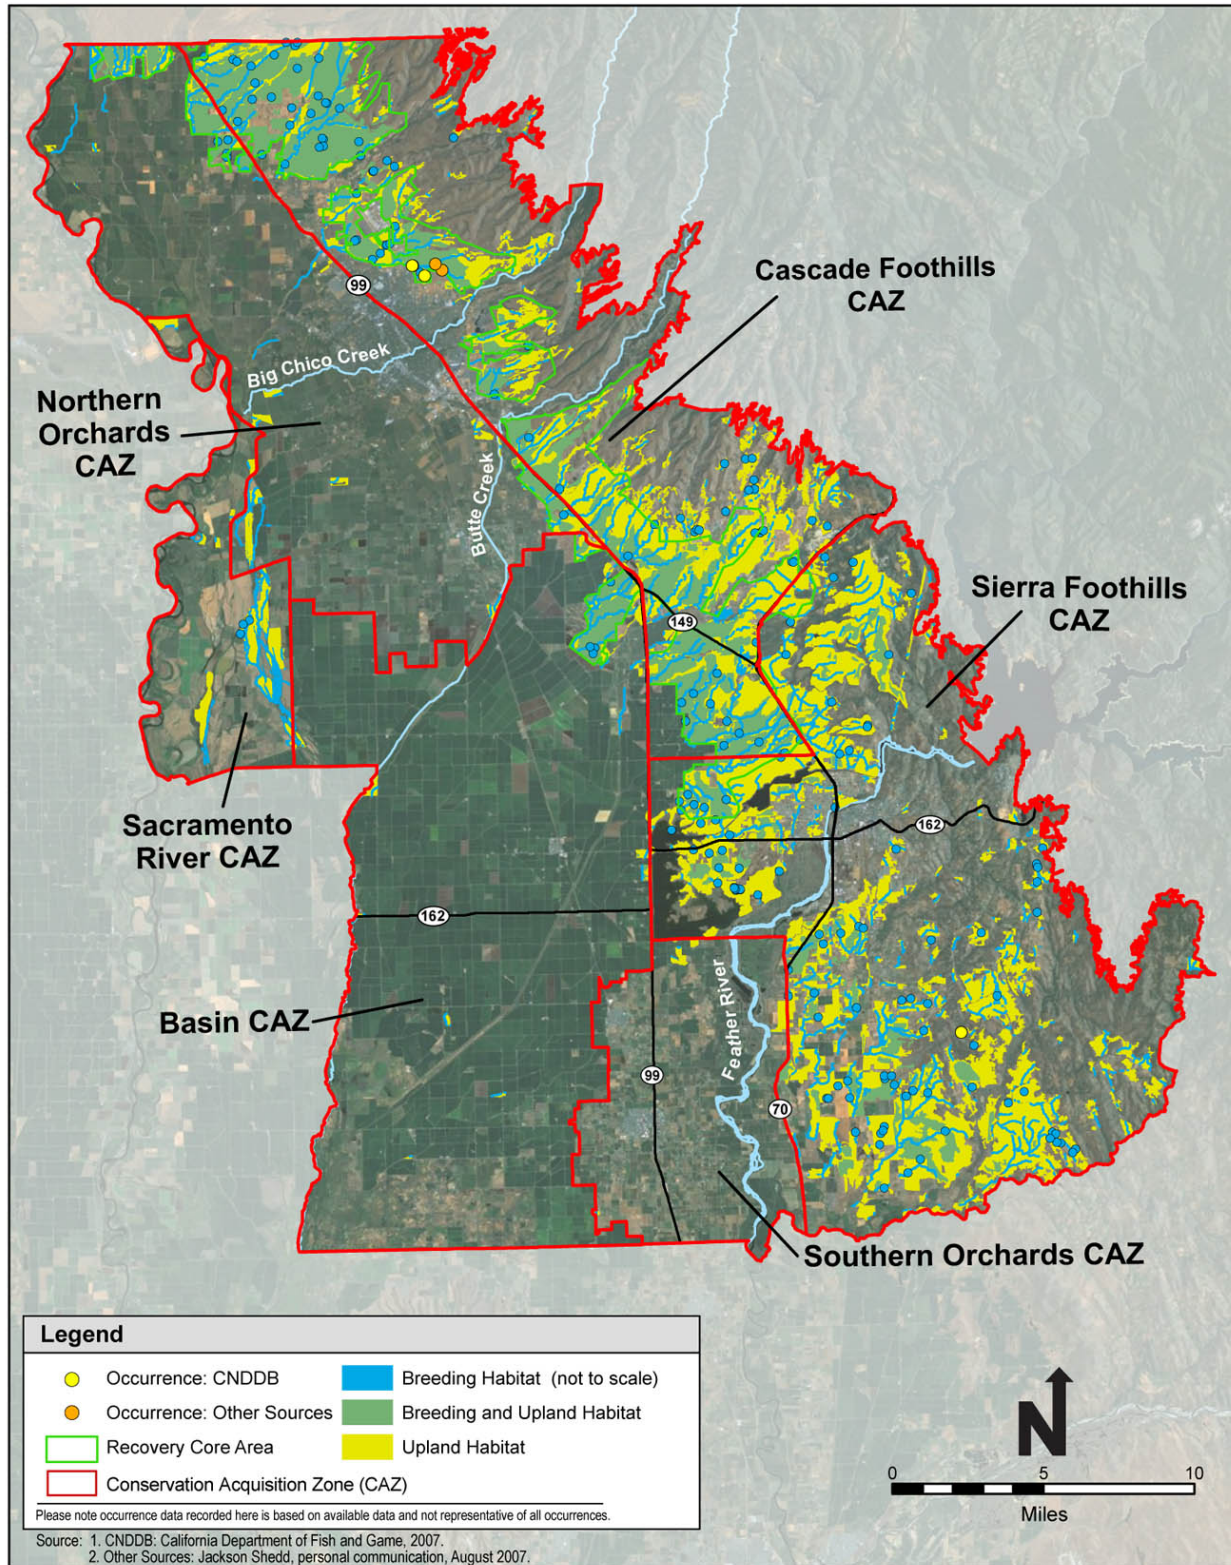 Cascade Foothills
CAZ
99
Big Chico Creek
Northern
Orchards
CAZ
Butte Creek
Sierra Foothills
CAZ
149
Sacramento
River CAZ
162
162
Basin CAZ
Feather River
99
70
Southern Orchards CAZ
Legend
Occurrence: CNDDB
Breeding Habitat (not to scale)
Occurrence: Other Sources
Breeding and Upland Habitat
Recovery Core Area
Upland Habitat
Conservation Acquisition Zone (CAZ)
Please note occurrence data recorded here is based on available data and not representative of all occurrences.
N
0 5 10
Miles
Source: 1. CNDDB: California Department of Fish and Game, 2007.
2. Other Sources: Jackson Shedd, personal communication, August 2007.